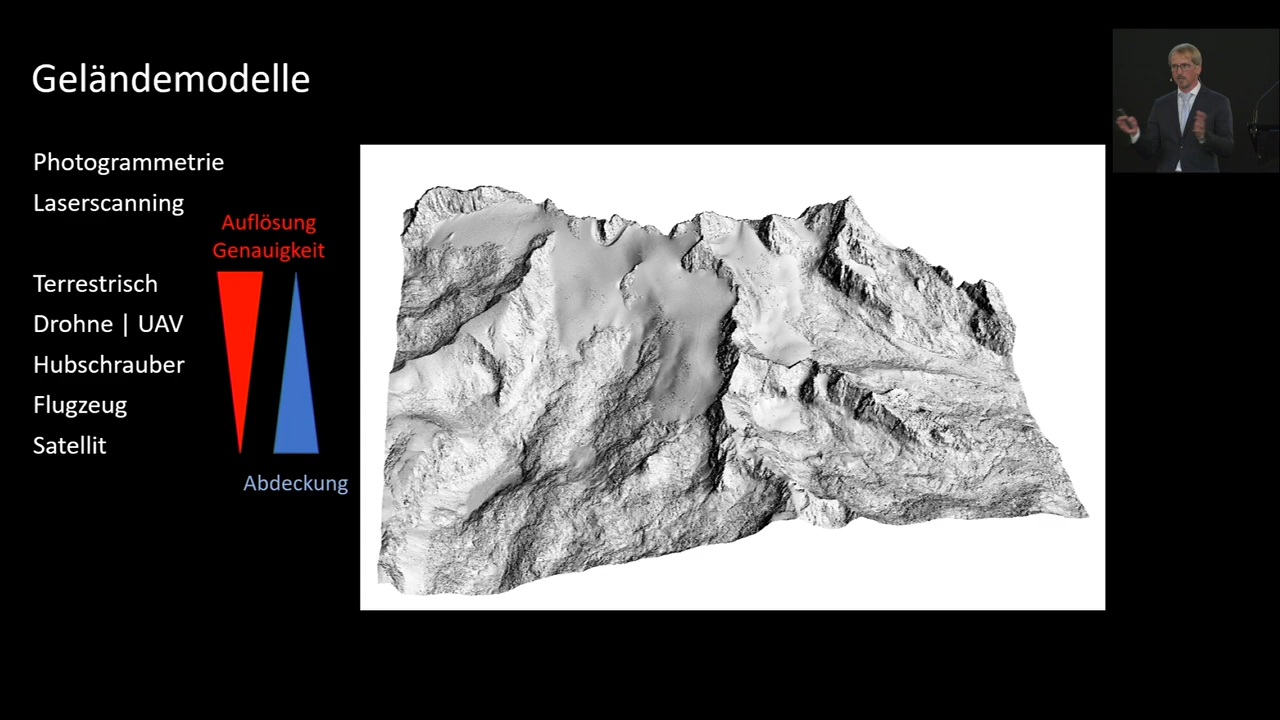 Geländemodelle
Photogrammetrie
Laserscanning
Auflösung
Genauigkeit
Terrestrisch
Drohne | UAV
Hubschrauber
Flugzeug
Satellit
Abdeckung